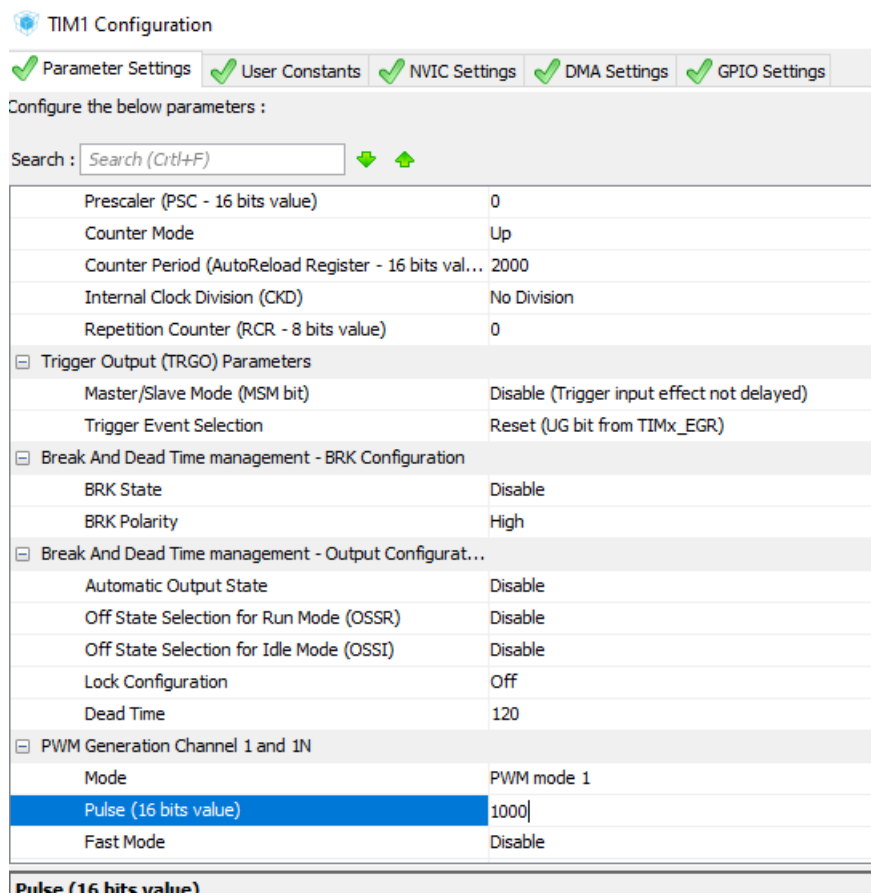 TIM1 Configuration
Parameter Settings User Constants NVIC Settings DMA Settings GPIO Settings
Configure the below parameters :
Search : Search (Crtl+F)
Prescaler (PSC - 16 bits value) 0
Counter Mode Up
Counter Period (AutoReload Register - 16 bits val... 2000
Internal Clock Division (CKD) No Division
Repetition Counter (RCR - 8 bits value) 0
Trigger Output (TRGO) Parameters
Master/Slave Mode (MSM bit) Disable (Trigger input effect not delayed)
Trigger Event Selection Reset (UG bit from TIMx_EGR)
Break And Dead Time management - BRK Configuration
BRK State Disable
BRK Polarity High
Break And Dead Time management - Output Configurat...
Automatic Output State Disable
Off State Selection for Run Mode (OSSR) Disable
Off State Selection for Idle Mode (OSSI) Disable
Lock Configuration Off
Dead Time 120
PWM Generation Channel 1 and 1N
Mode PWM mode 1
Pulse (16 bits value) 1000
Fast Mode Disable
Pulse (16 bits value)